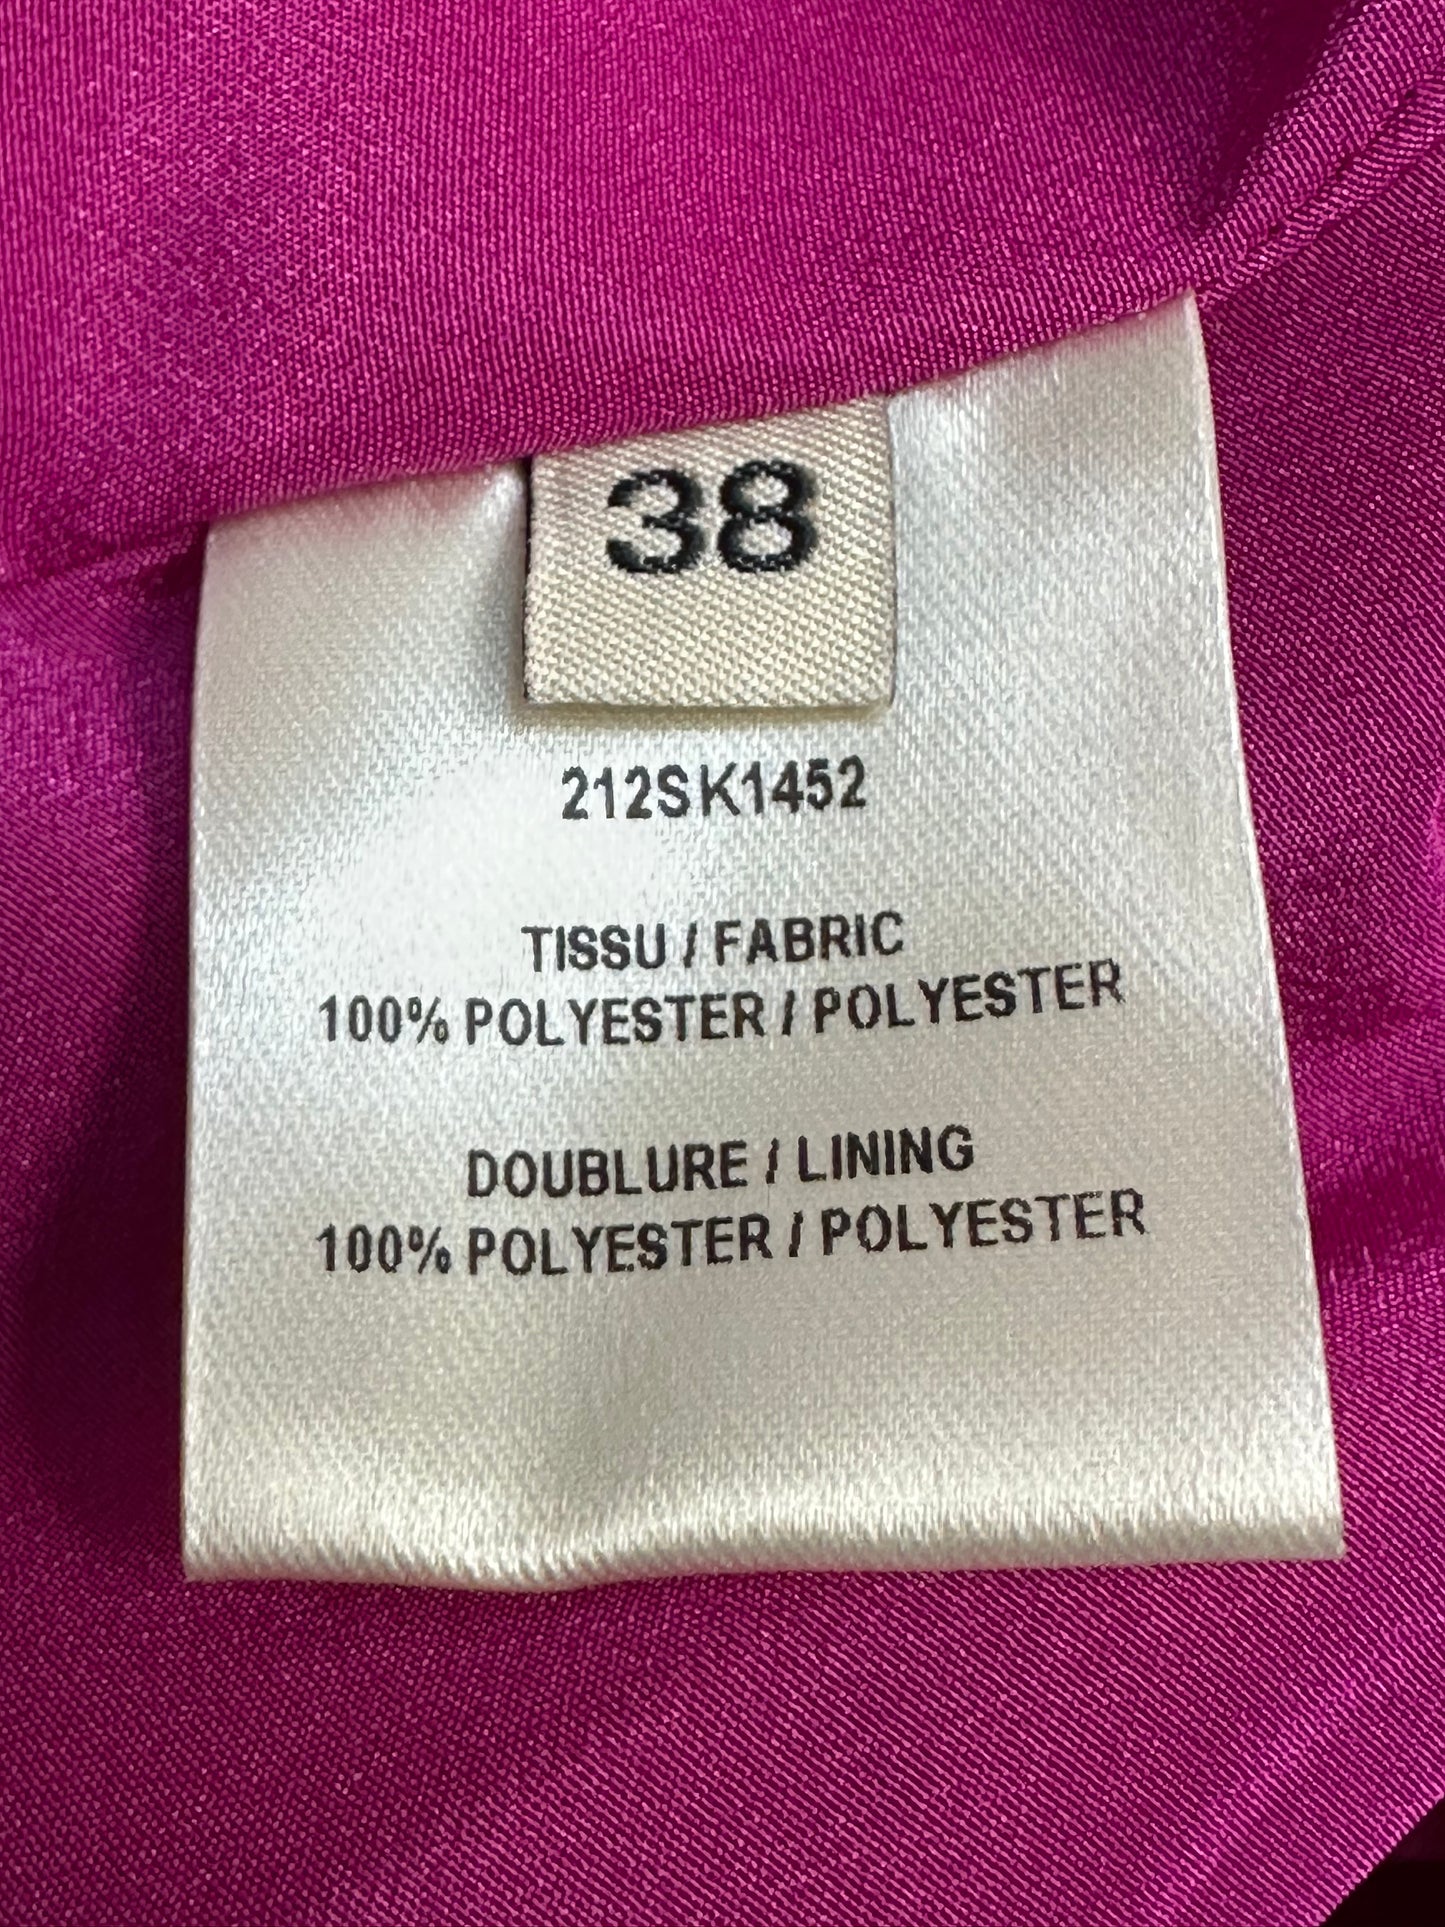 38
212SK1452
TISSU / FABRIC
100% POLYESTER / POLYESTER
DOUBLURE / LINING
100% POLYESTER / POLYESTER